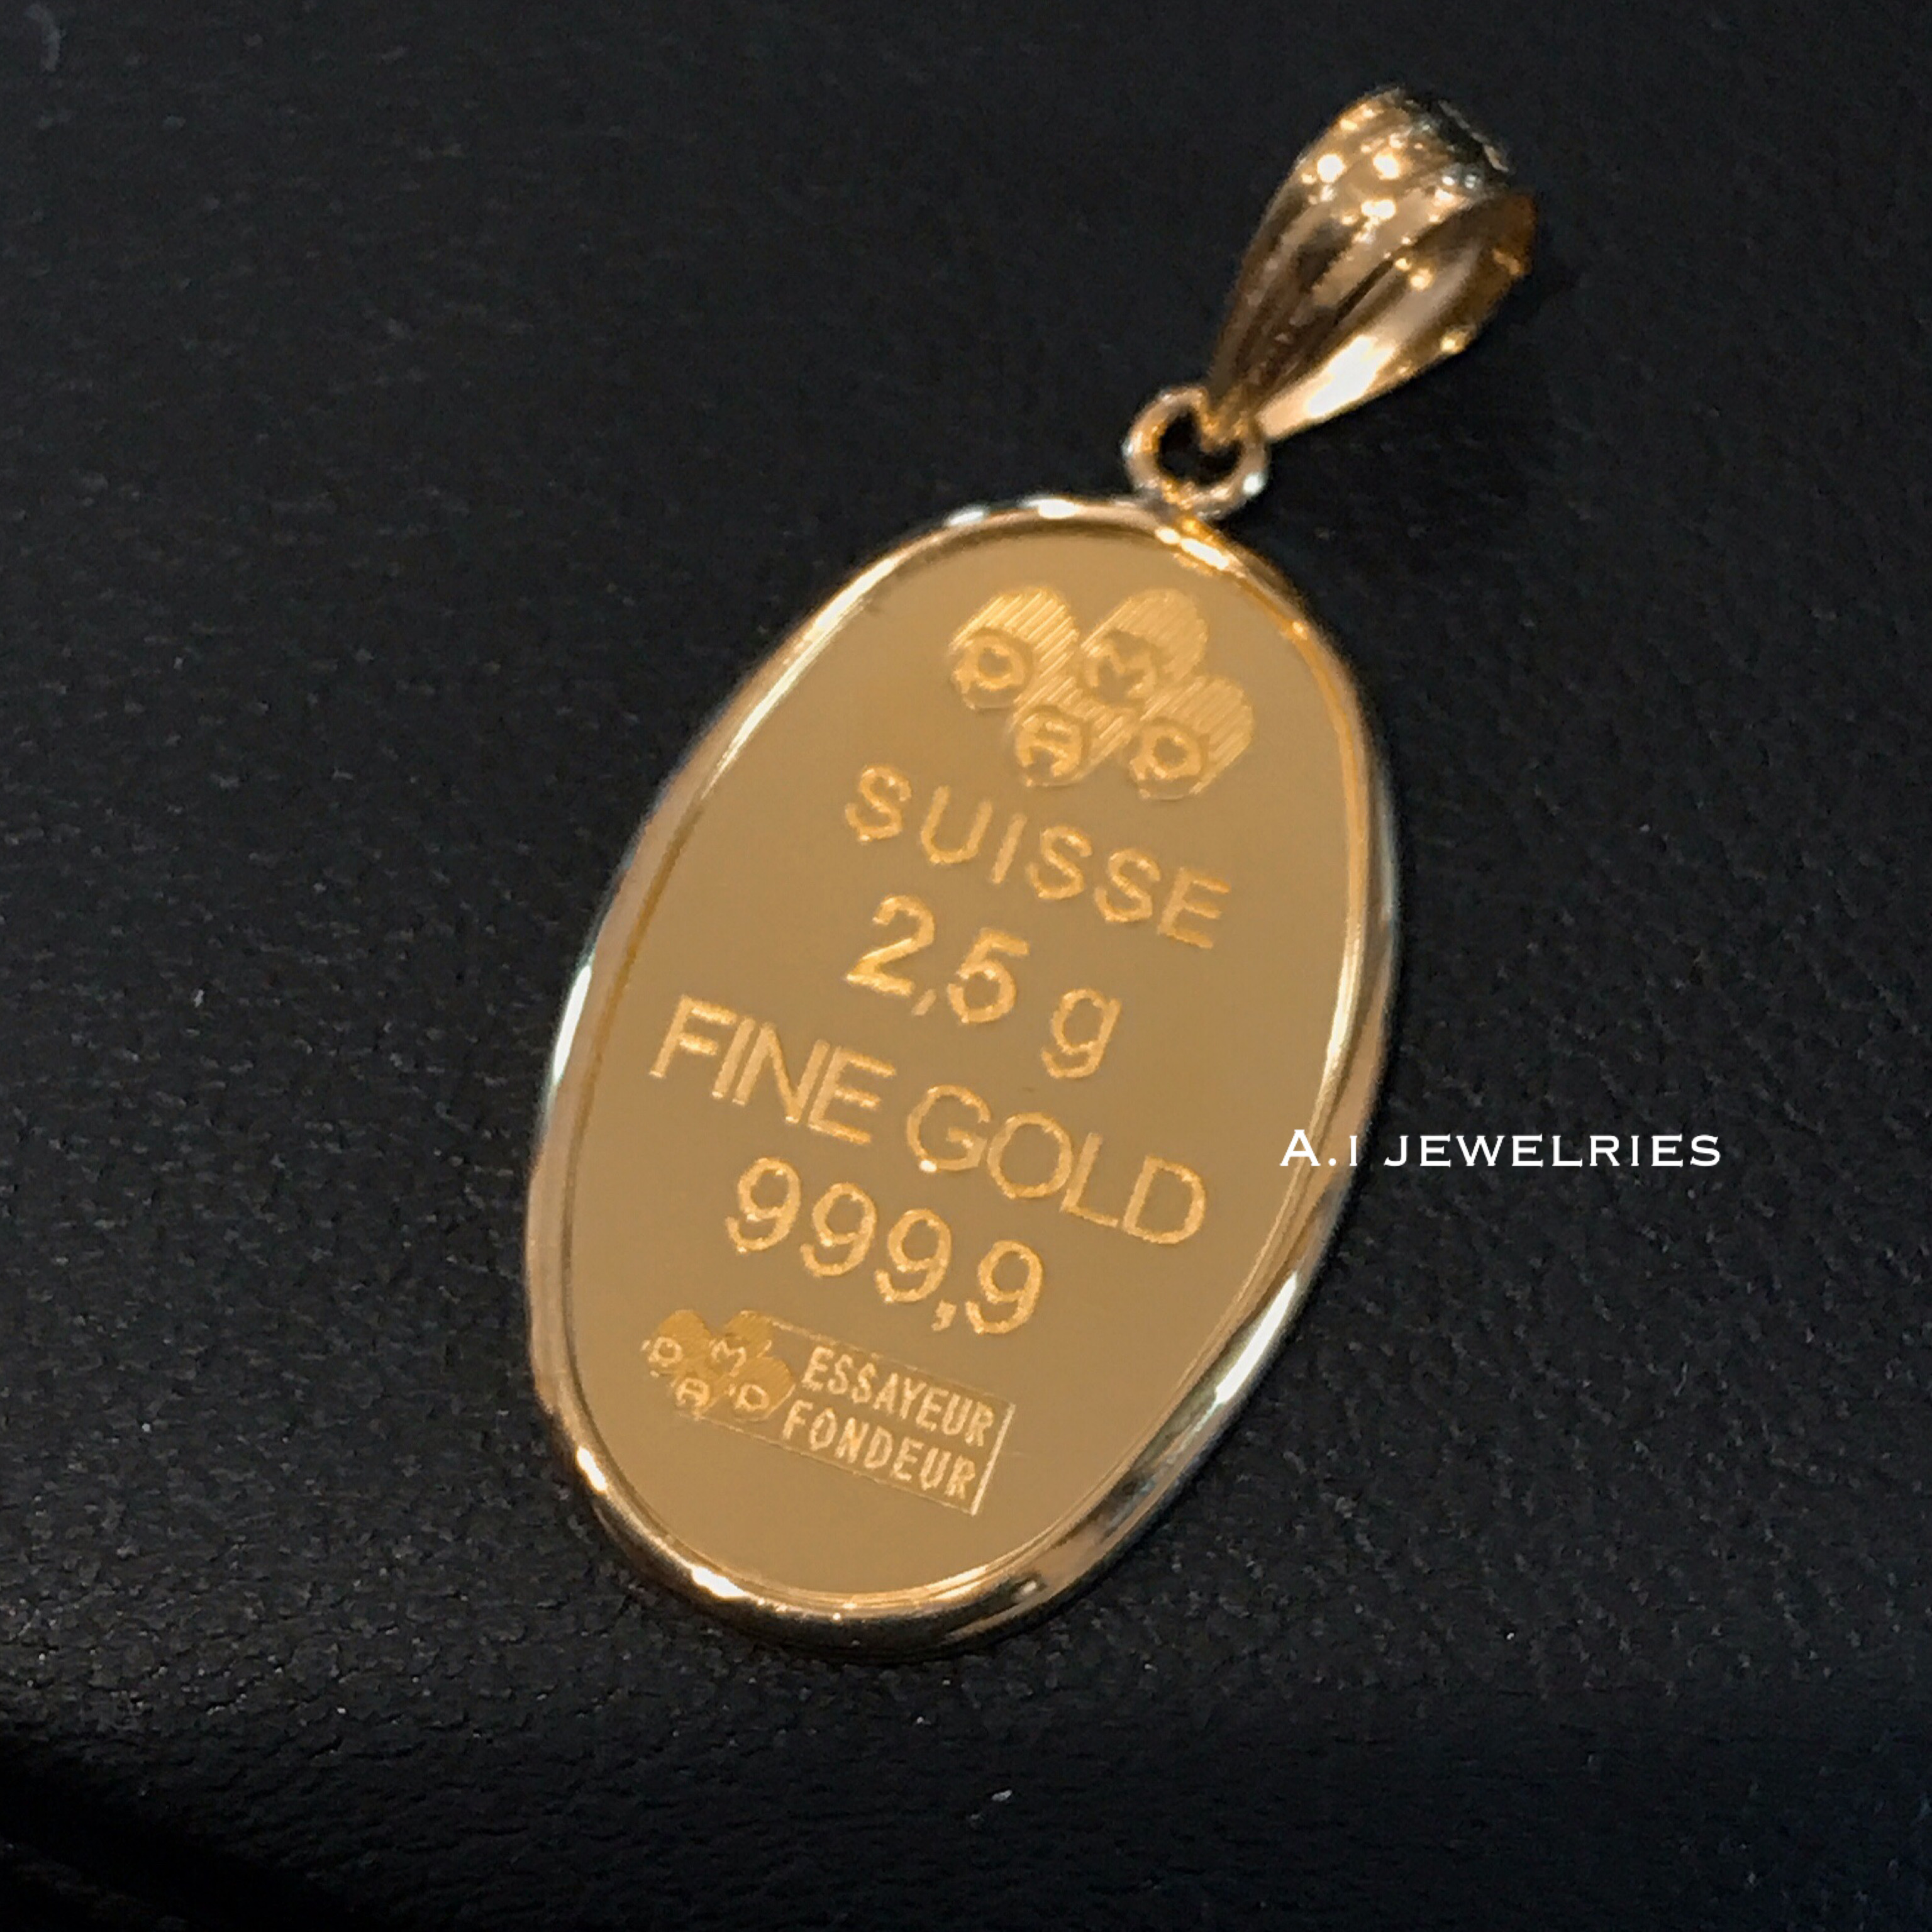 PAMP
SUISSE
2,5 g
FINE GOLD
999,9
PAMP
ESSAYEUR
FONDEUR
A.I JEWELRIES